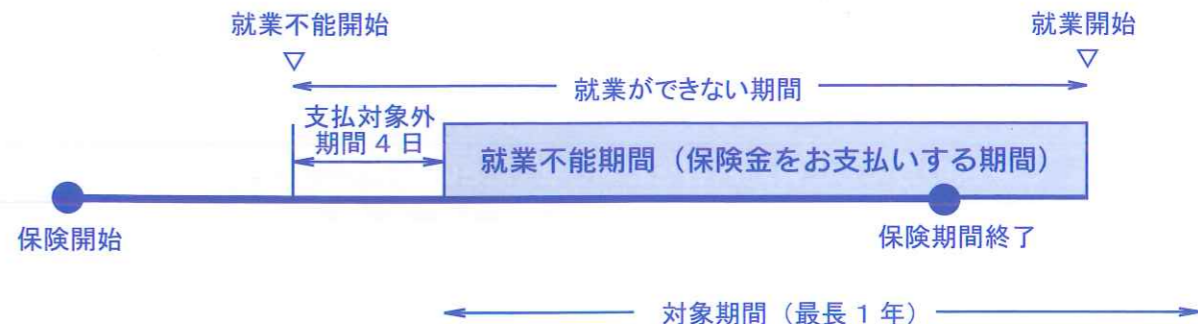 就業不能開始
就業開始
就業ができない期間
支払対象外
期間４日
就業不能期間（保険金をお支払いする期間）
保険開始
保険期間終了
対象期間（最長１年）